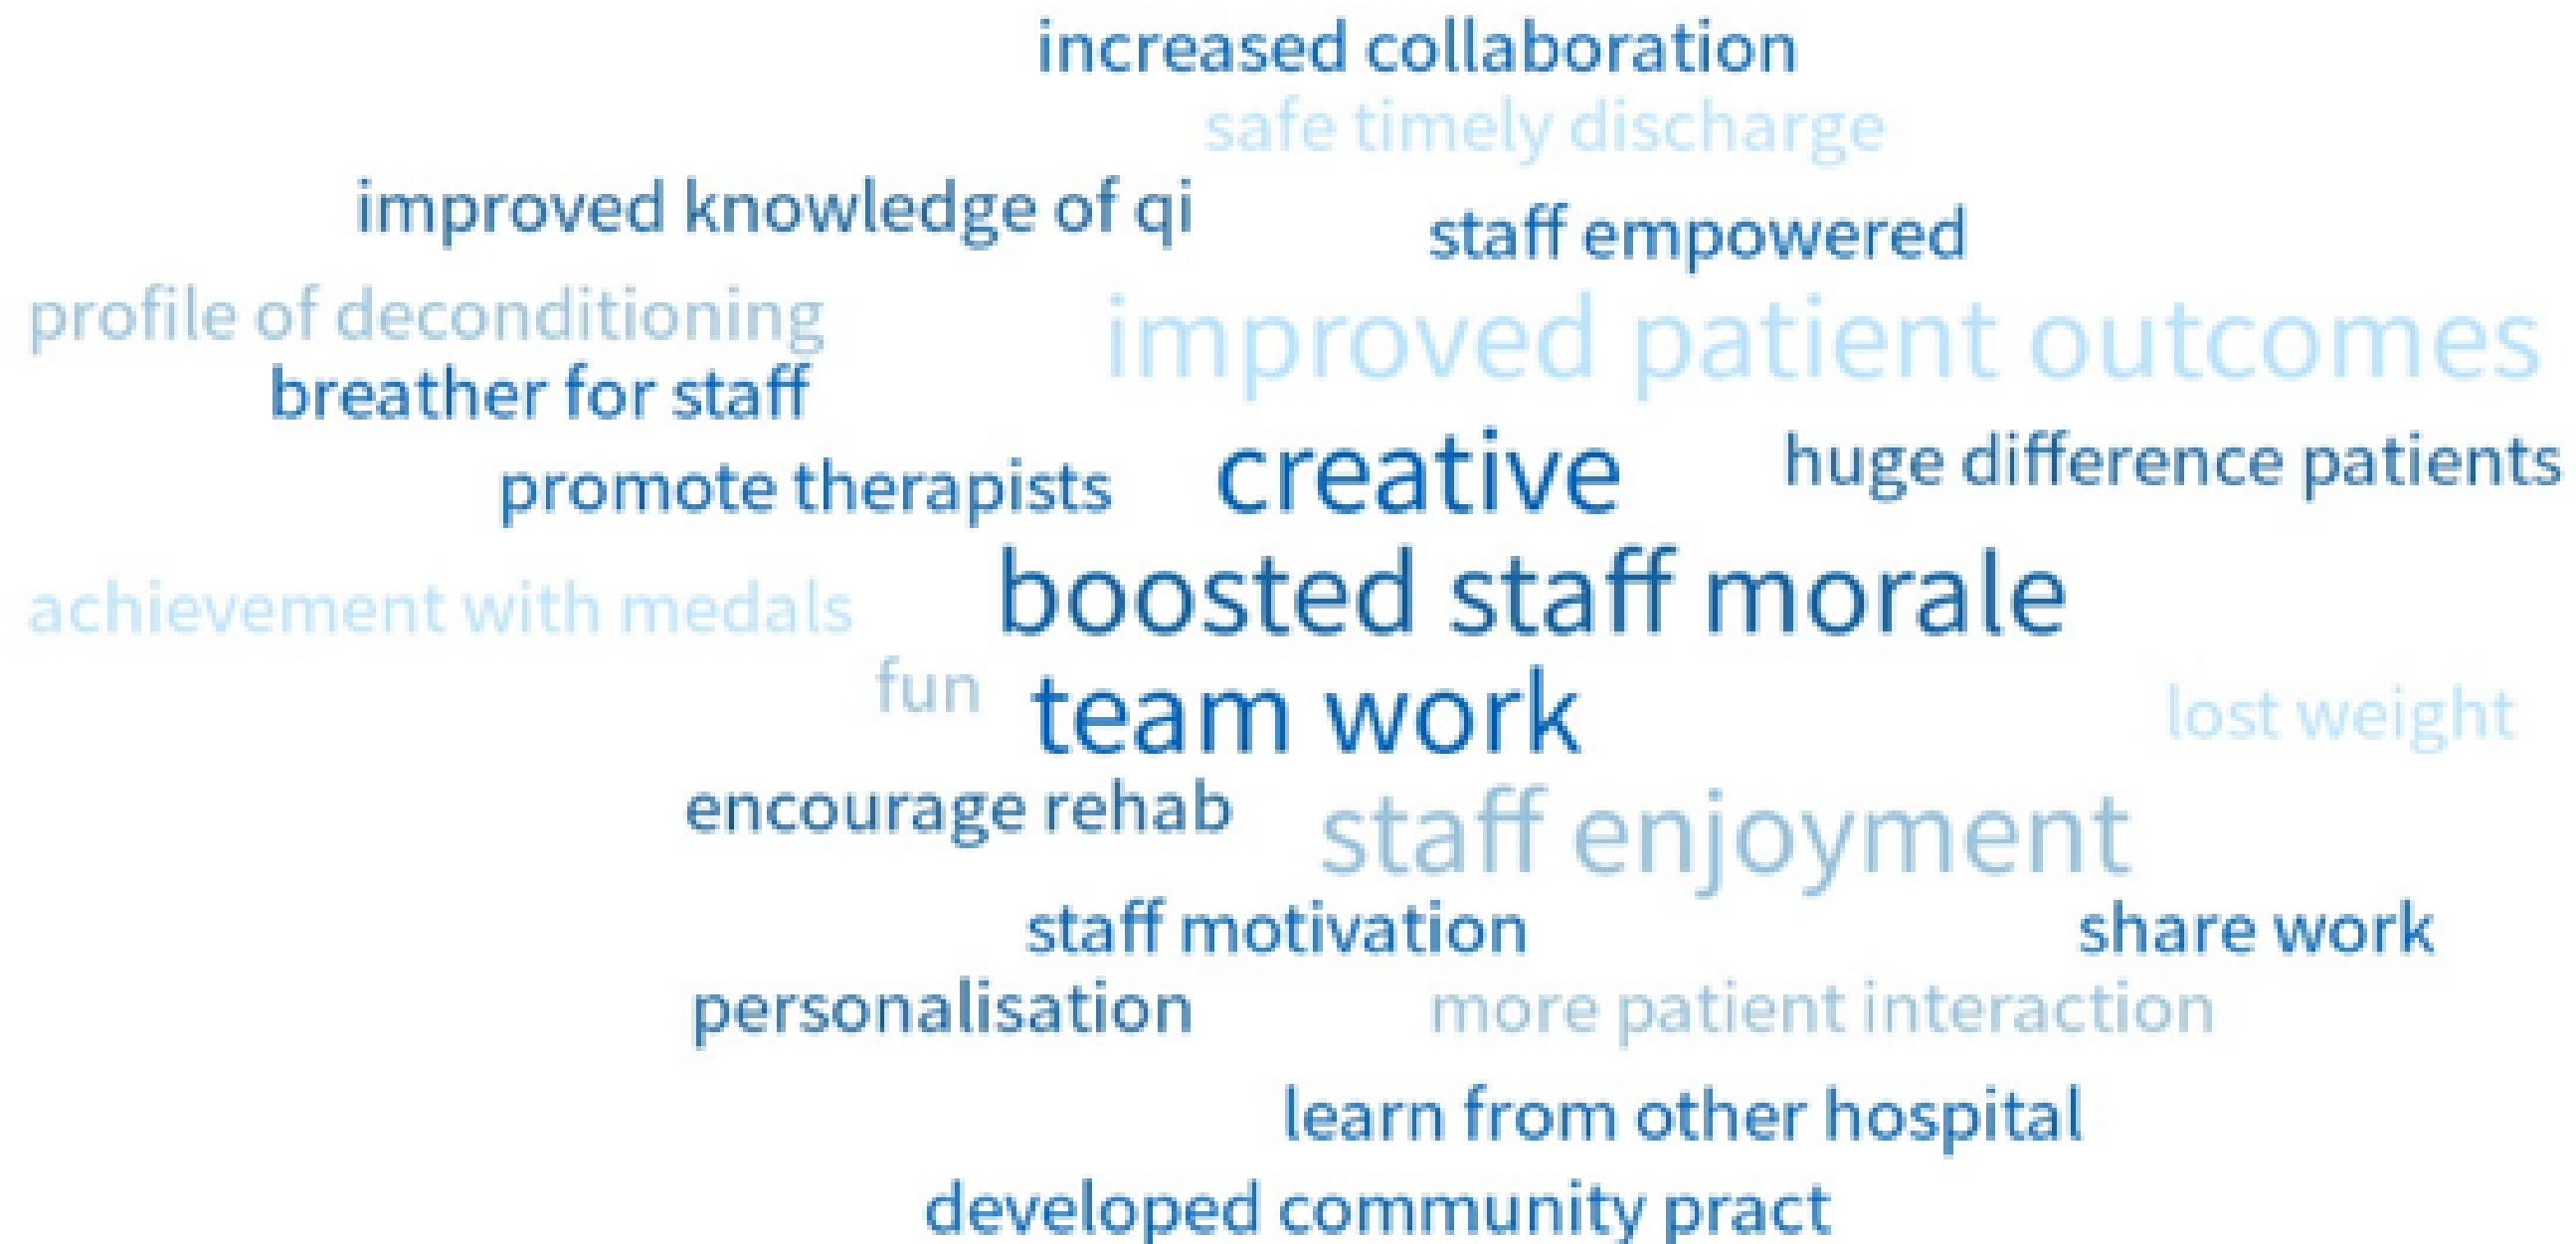 increased collaboration
safe timely discharge
improved knowledge of qi
staff empowered
profile of deconditioning
improved patient outcomes
breather for staff
creative
huge difference patients
promote therapists
boosted staff morale
achievement with medals
fun
team work
lost weight
encourage rehab
staff enjoyment
staff motivation
share work
personalisation
more patient interaction
learn from other hospital
developed community pract